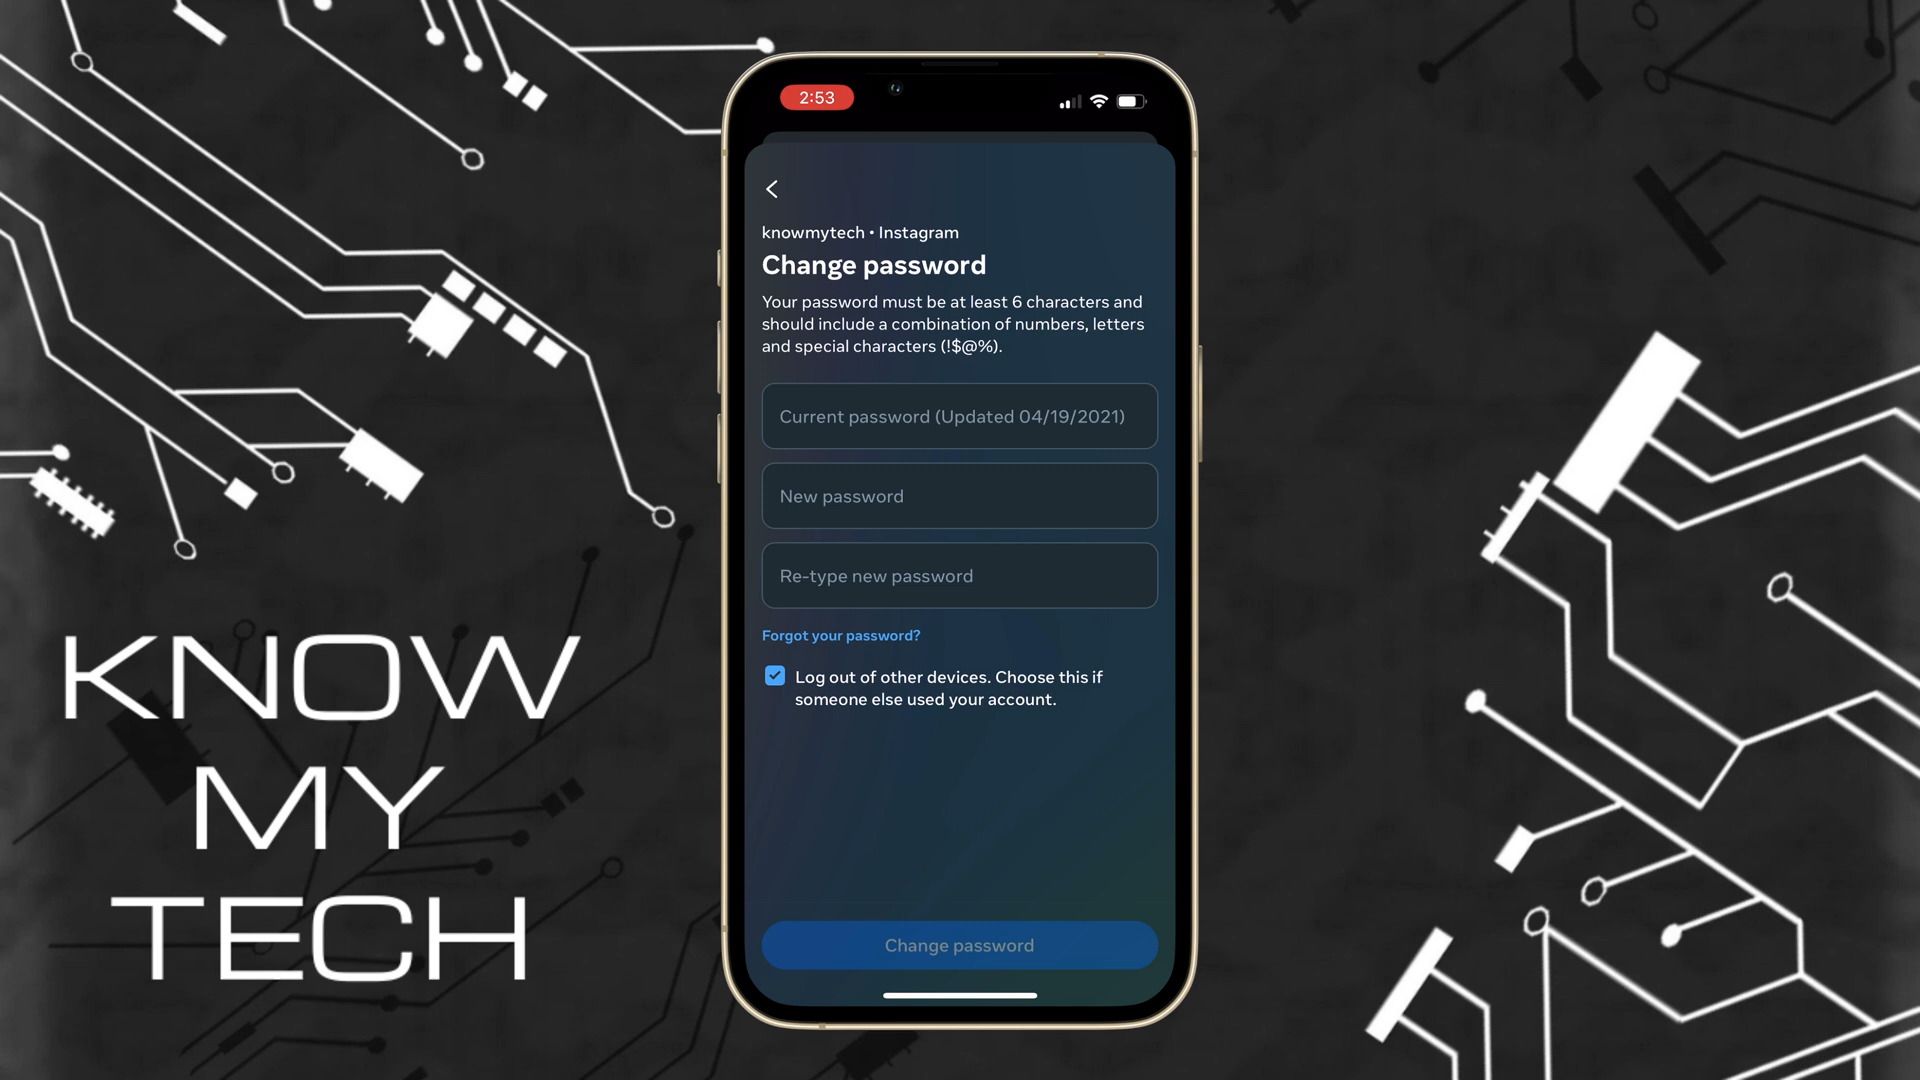 2:53
knowmytech • Instagram
Change password
Your password must be at least 6 characters and
should include a combination of numbers, letters
and special characters (!$@%).
Current password (Updated 04/19/2021)
New password
Re-type new password
Forgot your password?
Log out of other devices. Choose this if
someone else used your account.
Change password
KNOW
MY
TECH